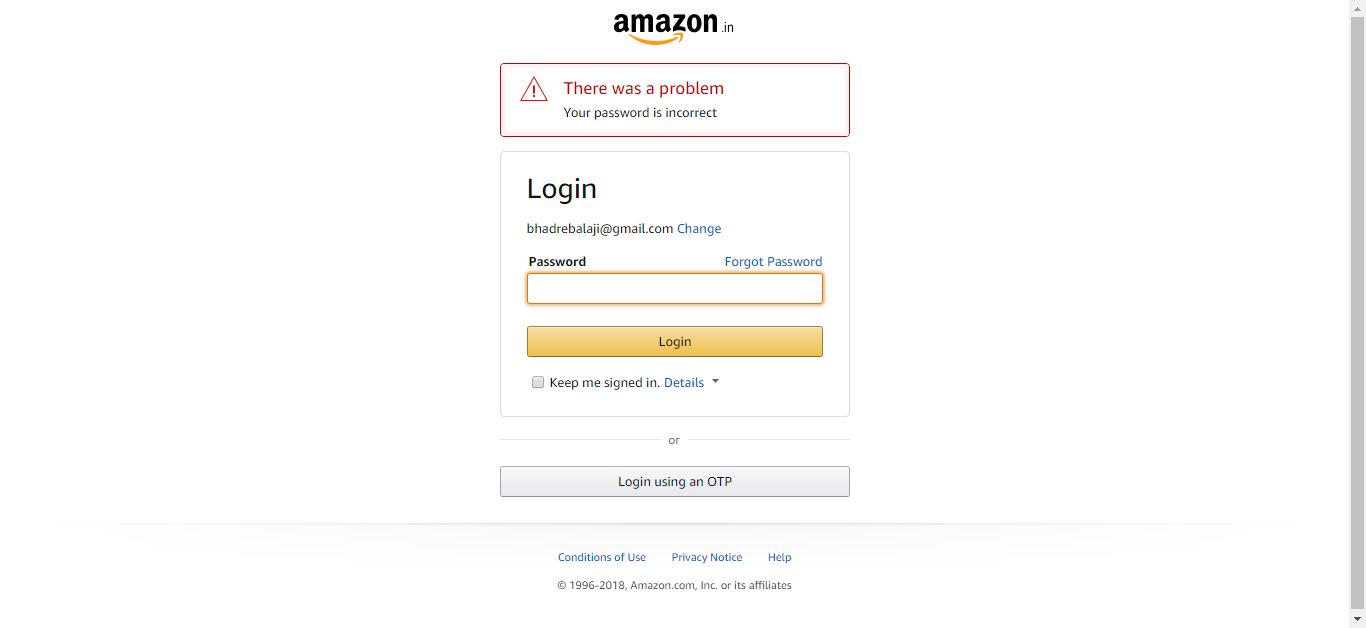 amazon.in
There was a problem
Your password is incorrect
Login
bhadrebalaji@gmail.com Change
Password Forgot Password
Login
Keep me signed in. Details
or
Login using an OTP
Conditions of Use Privacy Notice Help
© 1996-2018, Amazon.com, Inc. or its affiliates